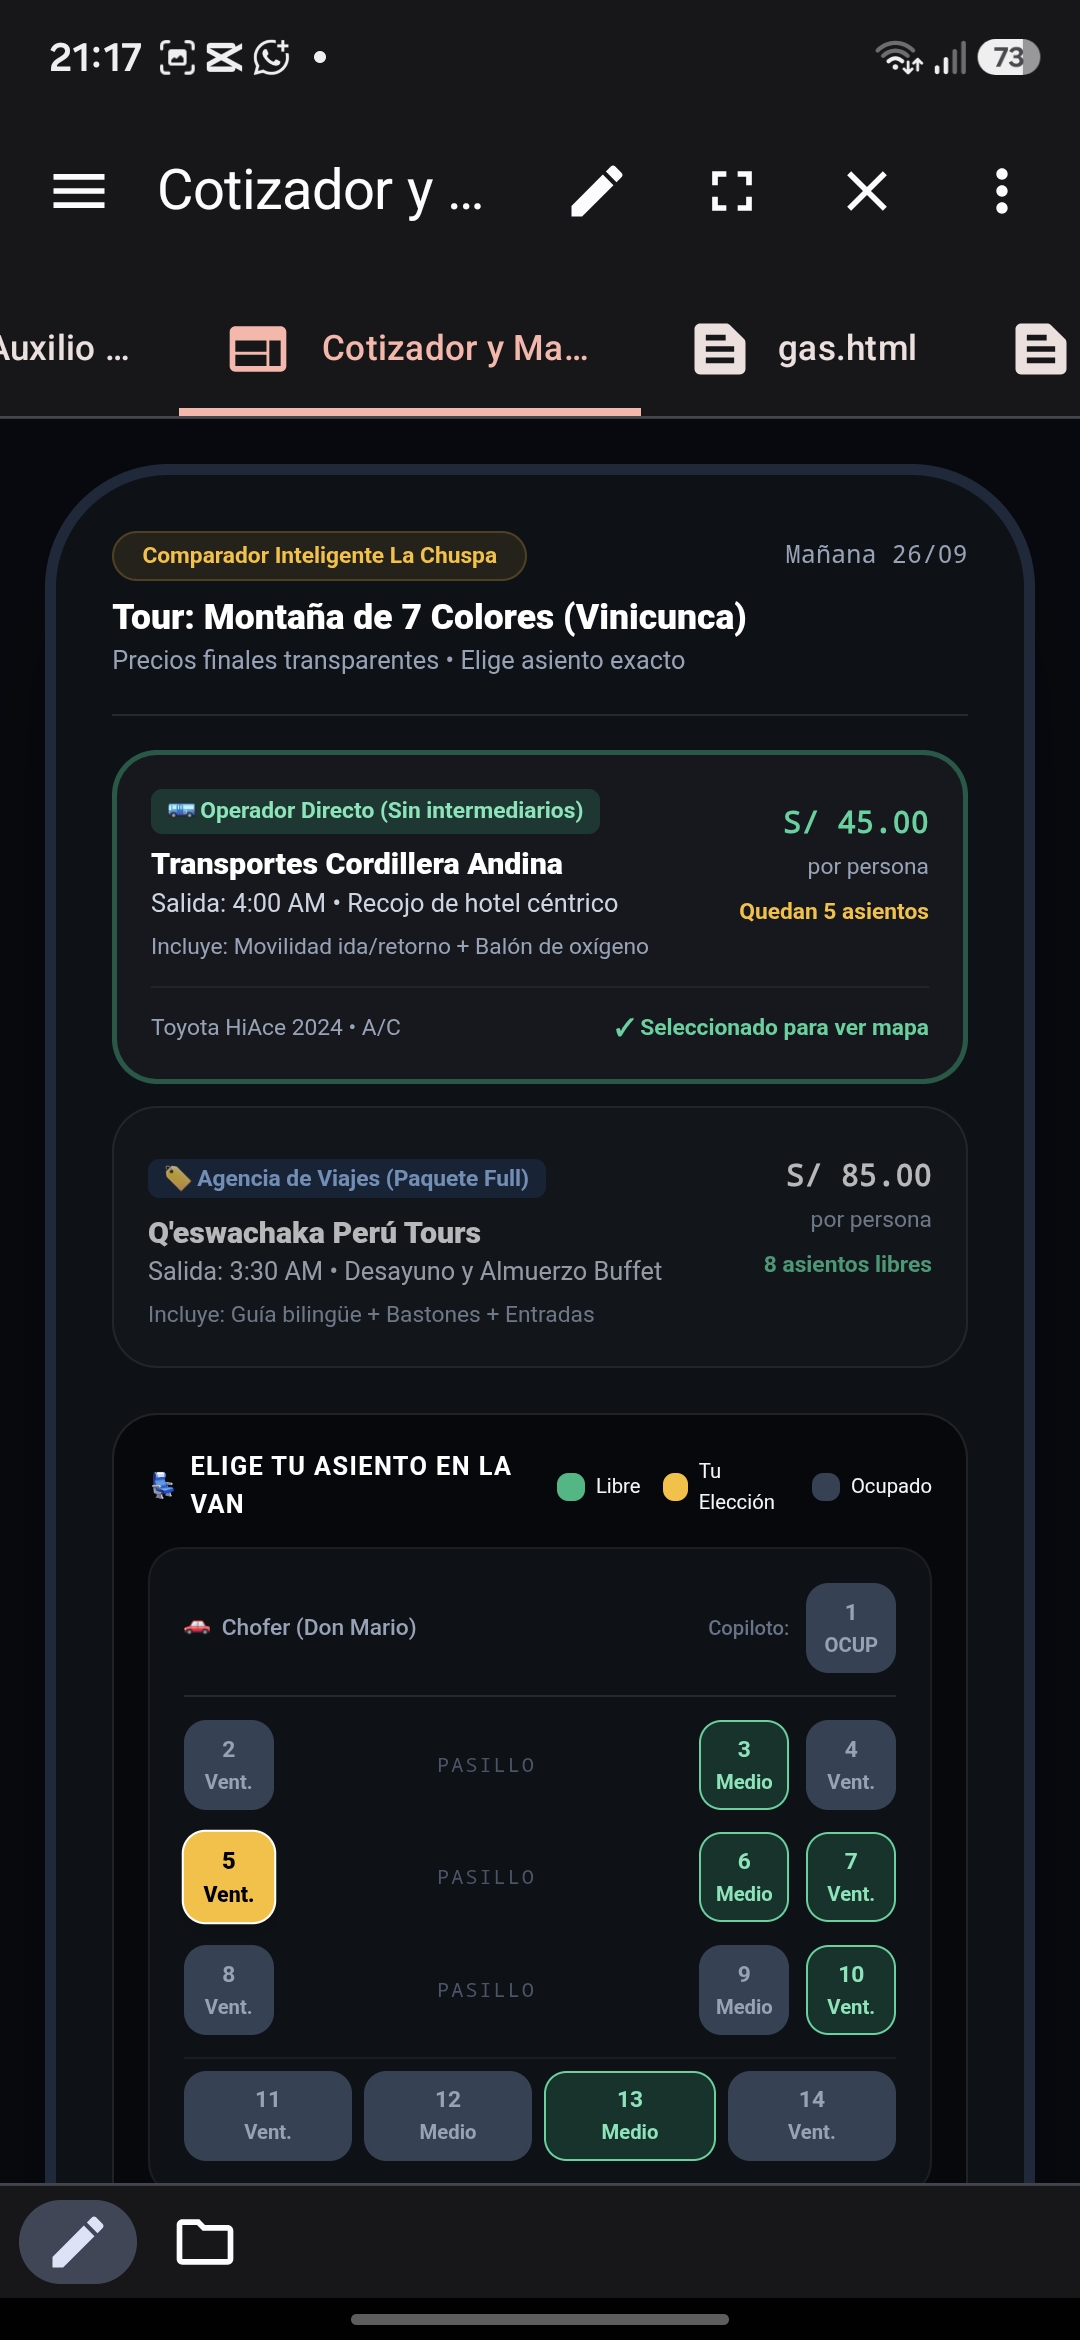 21:17
73
Cotizador y ...
Auxilio ...
Cotizador y Ma...
gas.html
Comparador Inteligente La Chuspa
Mañana 26/09
Tour: Montaña de 7 Colores (Vinicunca)
Precios finales transparentes • Elige asiento exacto
Operador Directo (Sin intermediarios)
S/ 45.00
Transportes Cordillera Andina
por persona
Salida: 4:00 AM • Recojo de hotel céntrico
Quedan 5 asientos
Incluye: Movilidad ida/retorno + Balón de oxígeno
Toyota HiAce 2024 • A/C
✓ Seleccionado para ver mapa
Agencia de Viajes (Paquete Full)
S/ 85.00
Q'eswachaka Perú Tours
por persona
Salida: 3:30 AM • Desayuno y Almuerzo Buffet
8 asientos libres
Incluye: Guía bilingüe + Bastones + Entradas
ELIGE TU ASIENTO EN LA
VAN
Libre
Tu
Elección
Ocupado
Chofer (Don Mario)
Copiloto:
1
OCUP
2
Vent.
PASILLO
3
Medio
4
Vent.
5
Vent.
PASILLO
6
Medio
7
Vent.
8
Vent.
PASILLO
9
Medio
10
Vent.
11
Vent.
12
Medio
13
Medio
14
Vent.